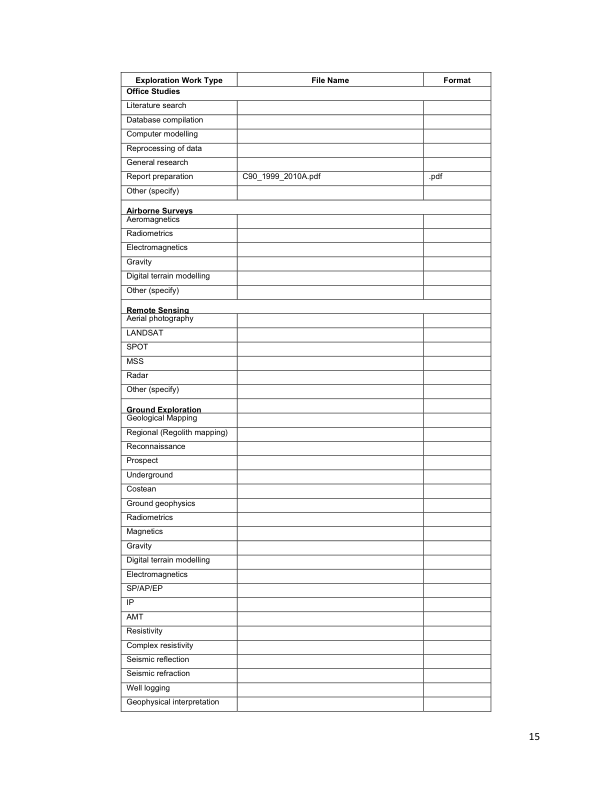 Exploration Work Type File Name Format
Office Studies
Literature search
Database compilation
Computer modelling
Reprocessing of data
General research
Report preparation C90_1999_2010A.pdf .pdf
Other (specify)
Airborne Surveys
Aeromagnetics
Radiometrics
Electromagnetics
Gravity
Digital terrain modelling
Other (specify)
Remote Sensing
Aerial photography
LANDSAT
SPOT
MSS
Radar
Other (specify)
Ground Exploration
Geological Mapping
Regional (Regolith mapping)
Reconnaissance
Prospect
Underground
Costean
Ground geophysics
Radiometrics
Magnetics
Gravity
Digital terrain modelling
Electromagnetics
SP/AP/EP
IP
AMT
Resistivity
Complex resistivity
Seismic reflection
Seismic refraction
Well logging
Geophysical interpretation
15